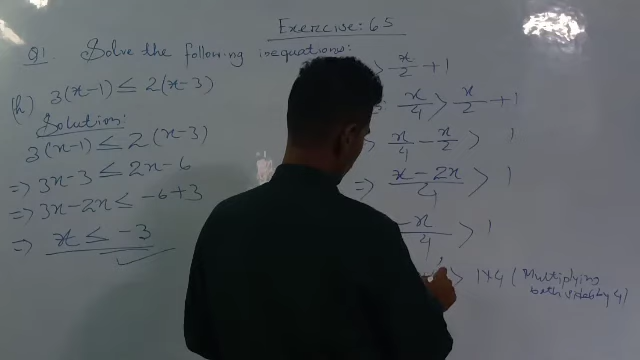 Exercise: 6.5
Q1 Solve the following inequations:
(h) 3(x-1) ≤ 2(x-3)
Solution:
3(x-1) ≤ 2(x-3)
⇒ 3x-3 ≤ 2x-6
⇒ 3x-2x ≤ -6+3
⇒ x ≤ -3
> x/2 + 1
x/4 > x/2 + 1
> x/4 - x/2 > 1
⇒ (x-2x)/4 > 1
-x/4 > 1
> 1×4 (Multiplying
both sides by 4)